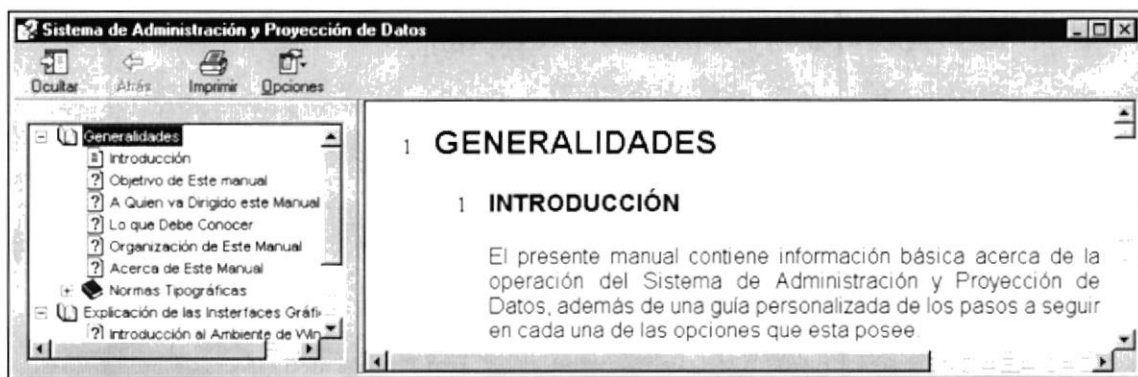 Sistema de Administración y Proyección de Datos
Ocultar Atrás Imprimir Opciones
Generalidades
Introducción
Objetivo de Este manual
A Quien va Dirigido este Manual
Lo que Debe Conocer
Organización de Este Manual
Acerca de Este Manual
Normas Tipográficas
Explicación de las Insterfaces Gráfi
Introducción al Ambiente de Win
1 GENERALIDADES
1 INTRODUCCIÓN
El presente manual contiene información básica acerca de la
operación del Sistema de Administración y Proyección de
Datos, además de una guía personalizada de los pasos a seguir
en cada una de las opciones que esta posee.